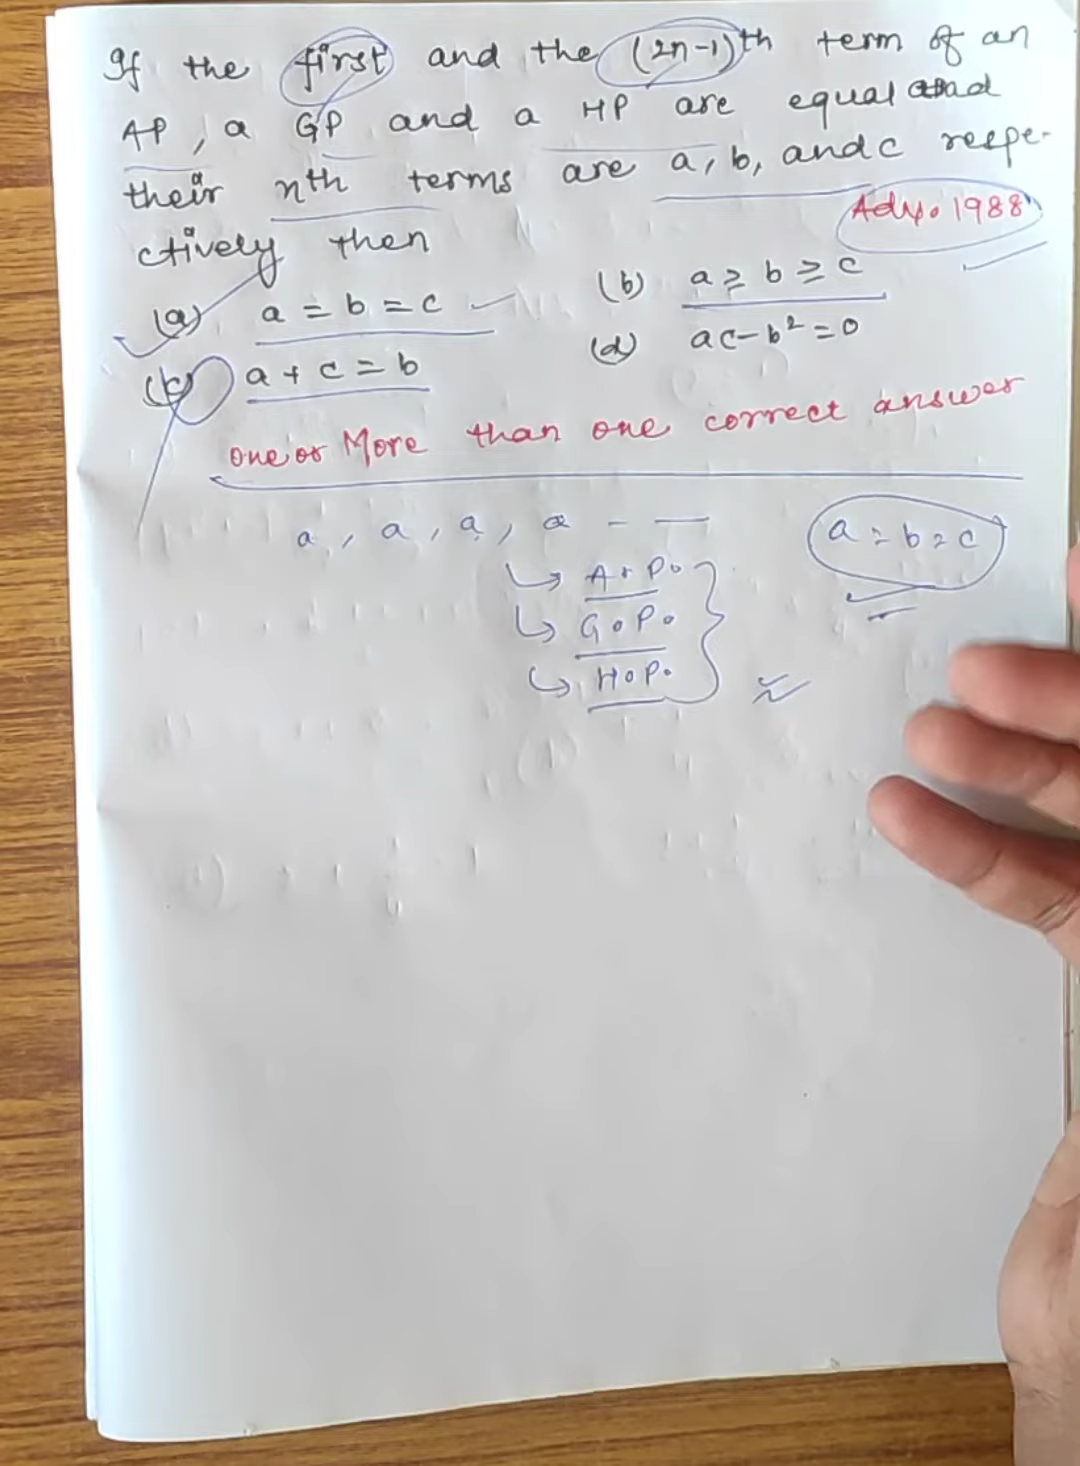 If the first and the (2n-1)th term of an
AP, a GP and a HP are equal and
their nth terms are a, b, and c respe-
ctively then
Adv. 1988
(a) a = b = c
(b) a ≥ b ≥ c
(c) a + c = b
(d) ac - b² = 0
one or More than one correct answer
a, a, a, a - —
a = b = c
↳ A.P.
↳ G.P.
↳ H.P.